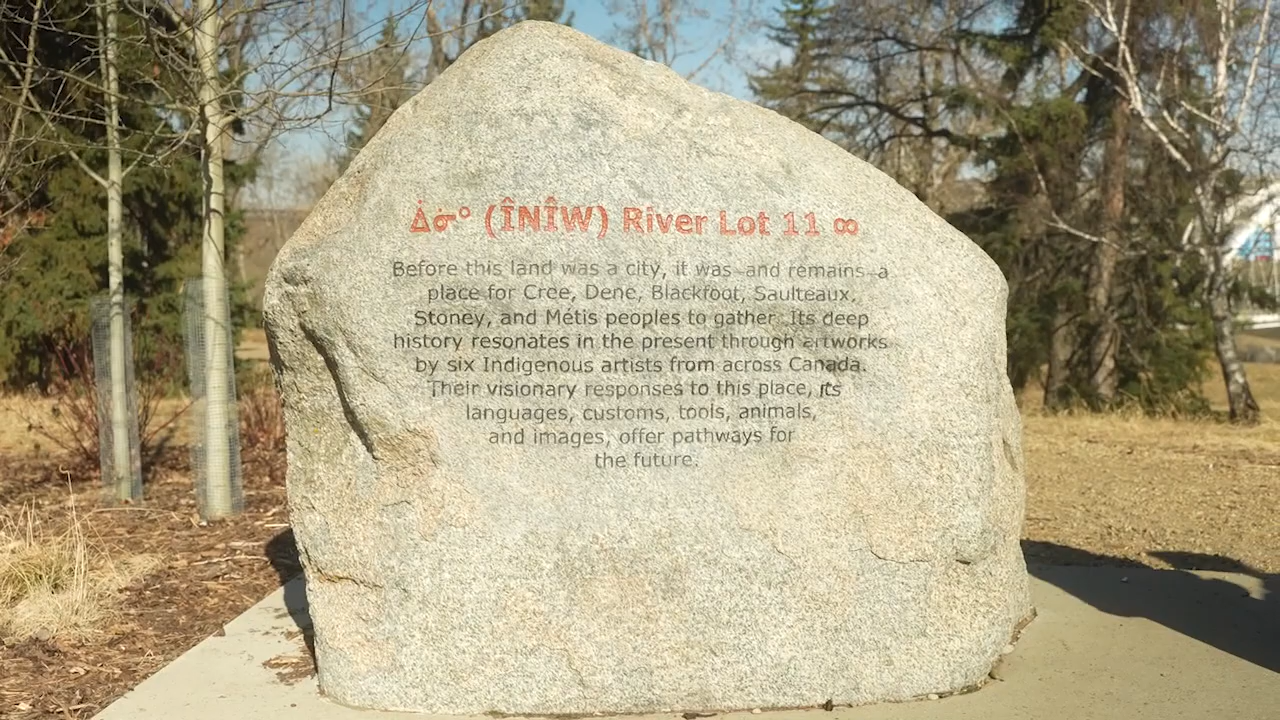 ᐄᓃᐤ (ÎNÎW) River Lot 11 ∞
Before this land was a city, it was–and remains–a
place for Cree, Dene, Blackfoot, Saulteaux,
Stoney, and Métis peoples to gather. Its deep
history resonates in the present through artworks
by six Indigenous artists from across Canada.
Their visionary responses to this place, its
languages, customs, tools, animals,
and images, offer pathways for
the future.